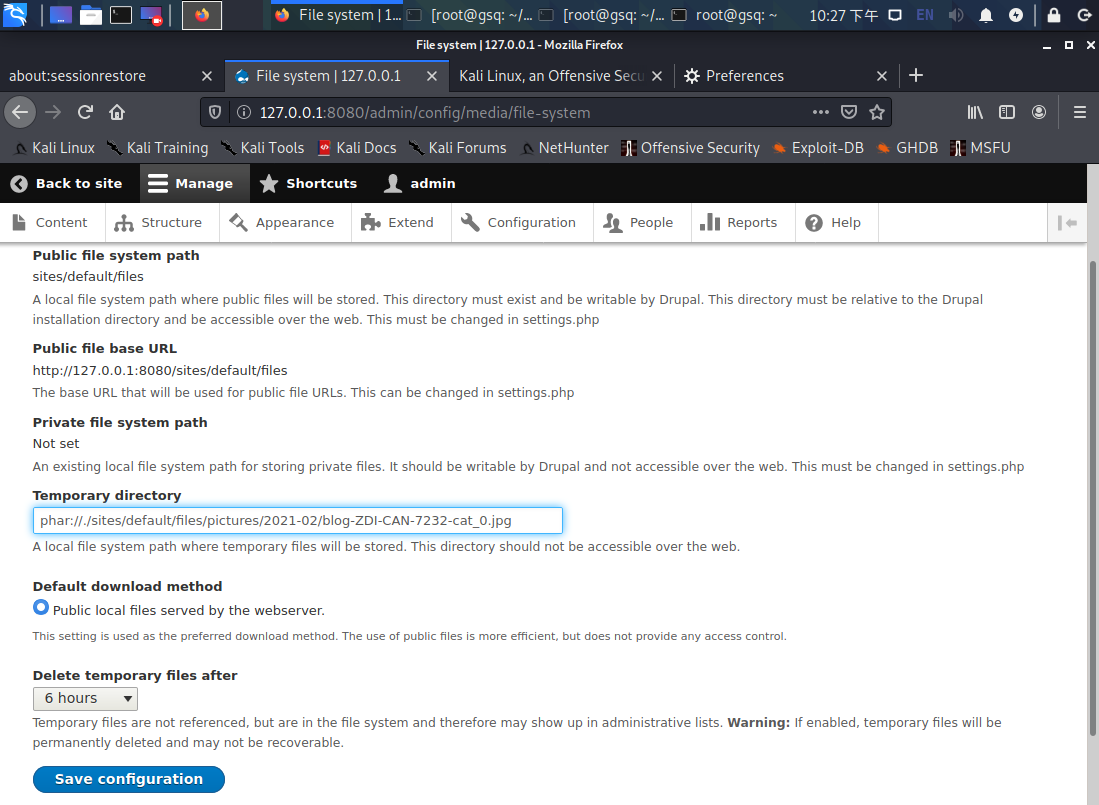 File system | 1...
[root@gsq: ~/...
[root@gsq: ~/...
root@gsq: ~
10:27 下午
EN
File system | 127.0.0.1 - Mozilla Firefox
about:sessionrestore
File system | 127.0.0.1
Kali Linux, an Offensive Secu
Preferences
127.0.0.1:8080/admin/config/media/file-system
Kali Linux
Kali Training
Kali Tools
Kali Docs
Kali Forums
NetHunter
Offensive Security
Exploit-DB
GHDB
MSFU
Back to site
Manage
Shortcuts
admin
Content
Structure
Appearance
Extend
Configuration
People
Reports
Help
Public file system path
sites/default/files
A local file system path where public files will be stored. This directory must exist and be writable by Drupal. This directory must be relative to the Drupal
installation directory and be accessible over the web. This must be changed in settings.php
Public file base URL
http://127.0.0.1:8080/sites/default/files
The base URL that will be used for public file URLs. This can be changed in settings.php
Private file system path
Not set
An existing local file system path for storing private files. It should be writable by Drupal and not accessible over the web. This must be changed in settings.php
Temporary directory
phar://./sites/default/files/pictures/2021-02/blog-ZDI-CAN-7232-cat_0.jpg
A local file system path where temporary files will be stored. This directory should not be accessible over the web.
Default download method
Public local files served by the webserver.
This setting is used as the preferred download method. The use of public files is more efficient, but does not provide any access control.
Delete temporary files after
6 hours
Temporary files are not referenced, but are in the file system and therefore may show up in administrative lists. Warning: If enabled, temporary files will be
permanently deleted and may not be recoverable.
Save configuration